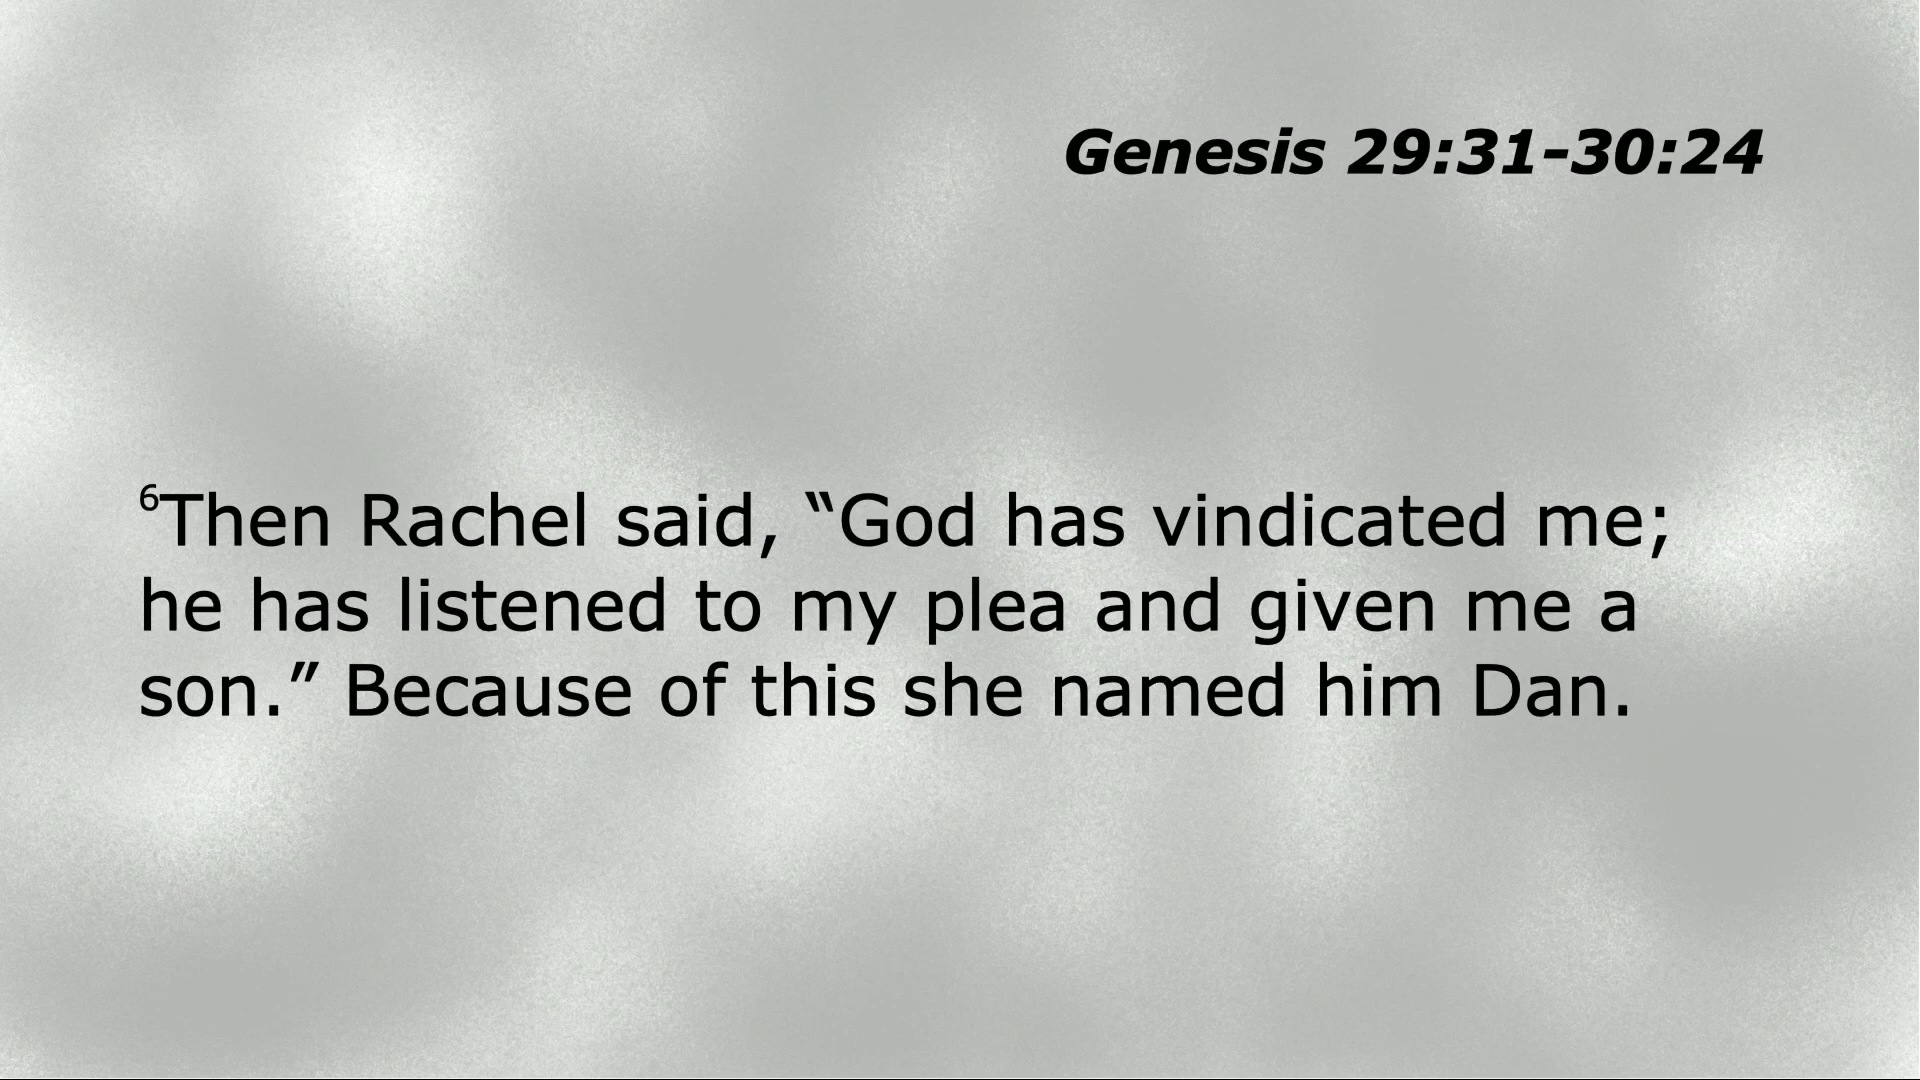 Genesis 29:31-30:24
⁶Then Rachel said, “God has vindicated me;
he has listened to my plea and given me a
son.” Because of this she named him Dan.